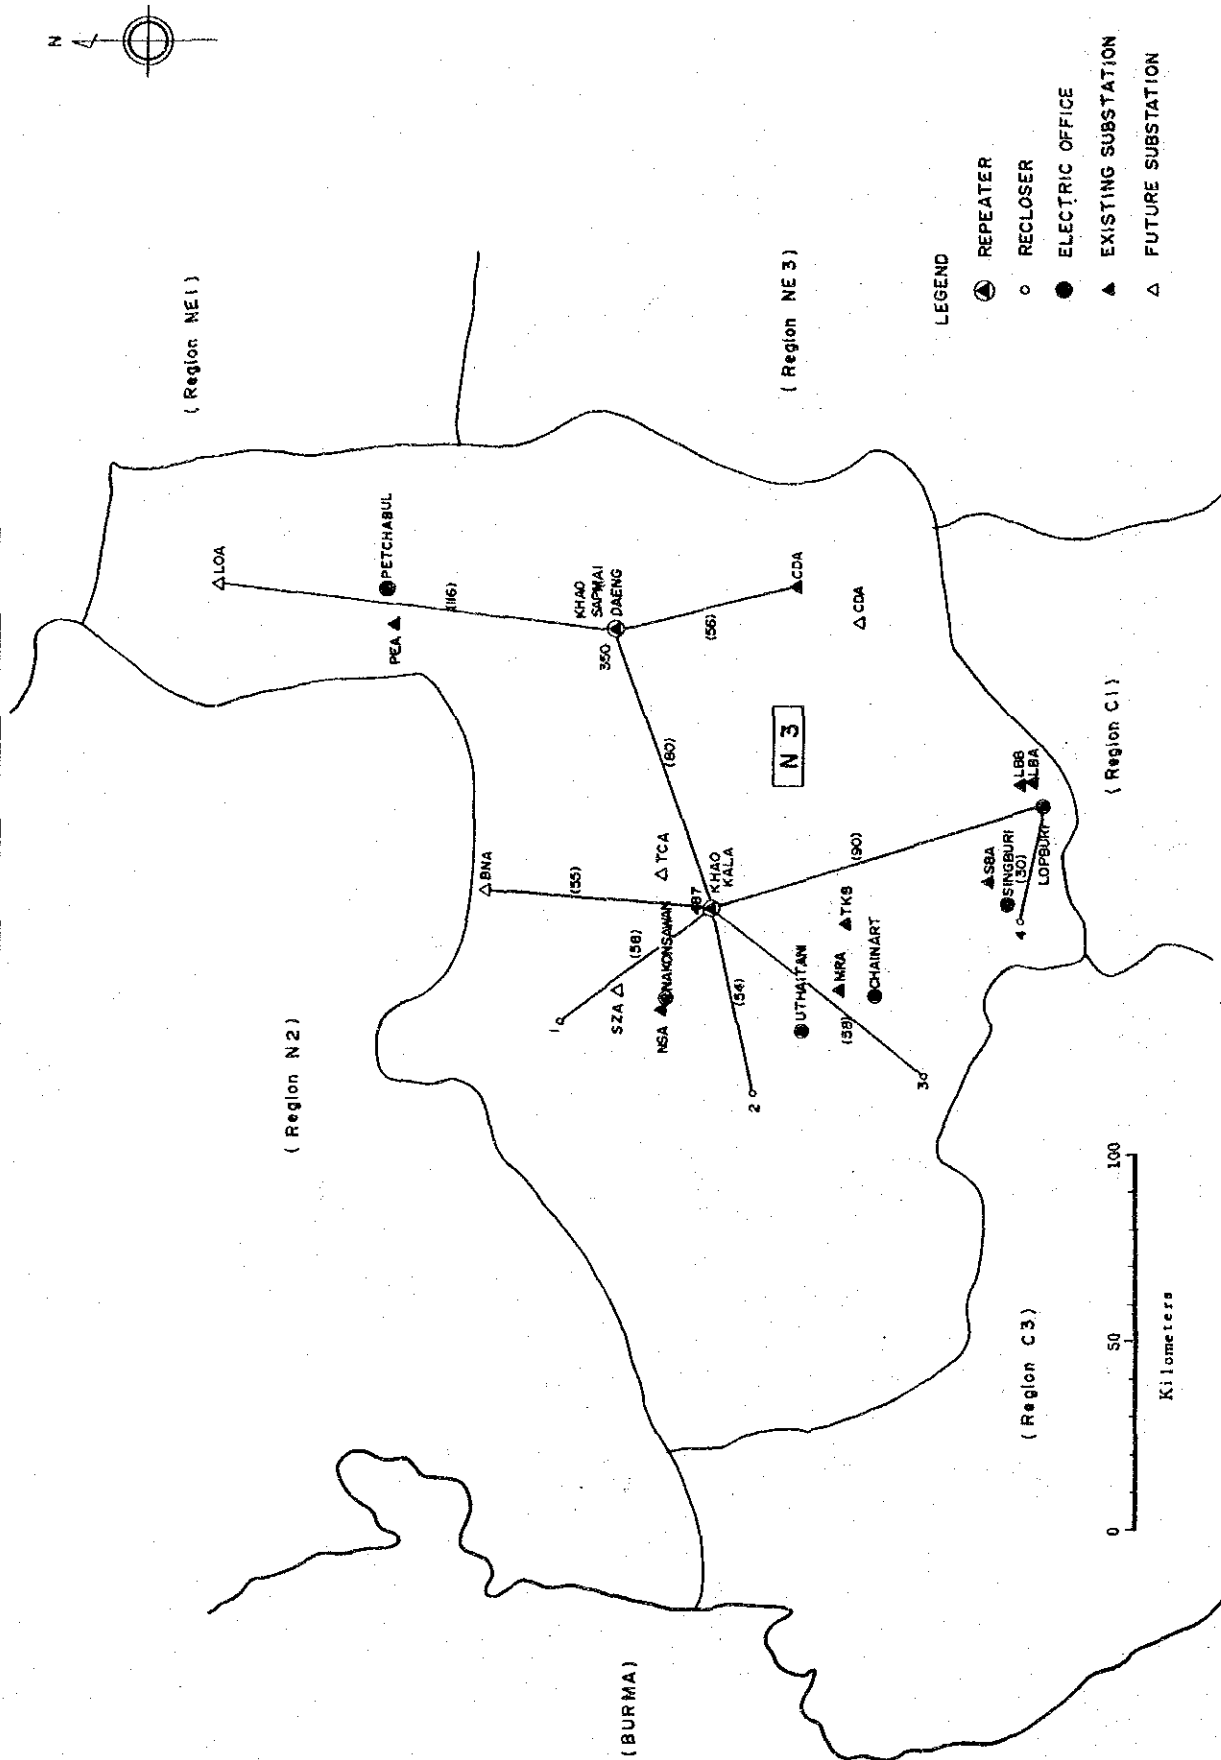 N
(Region NE1)
(Region N2)
(Region NE 3)
(BURMA)
(Region C3)
(Region C1)
N 3
LOA
PETCHABUL
PEA
(116)
KHAO
SAPMAI
DAENG
350
(56)
CDA
CDA
(80)
BNA
(55)
TCA
487
KHAO
KALA
(58)
1
SZA
NSA
NAKONSAWAN
(54)
2
UTHAITANI
MRA
TKB
(58)
CHAINART
3
(90)
LBB
LBA
SBA
SINGBURI
(30)
LOPBURI
4
LEGEND
REPEATER
RECLOSER
ELECTRIC OFFICE
EXISTING SUBSTATION
FUTURE SUBSTATION
0 50 100
Kilometers